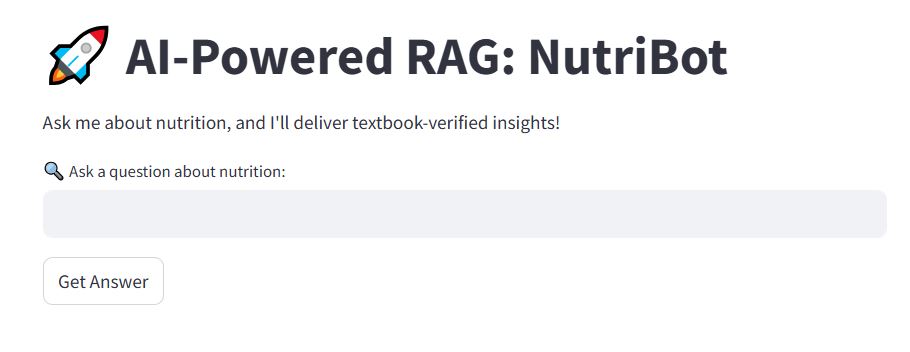 AI-Powered RAG: NutriBot
Ask me about nutrition, and I'll deliver textbook-verified insights!
Ask a question about nutrition:
Get Answer